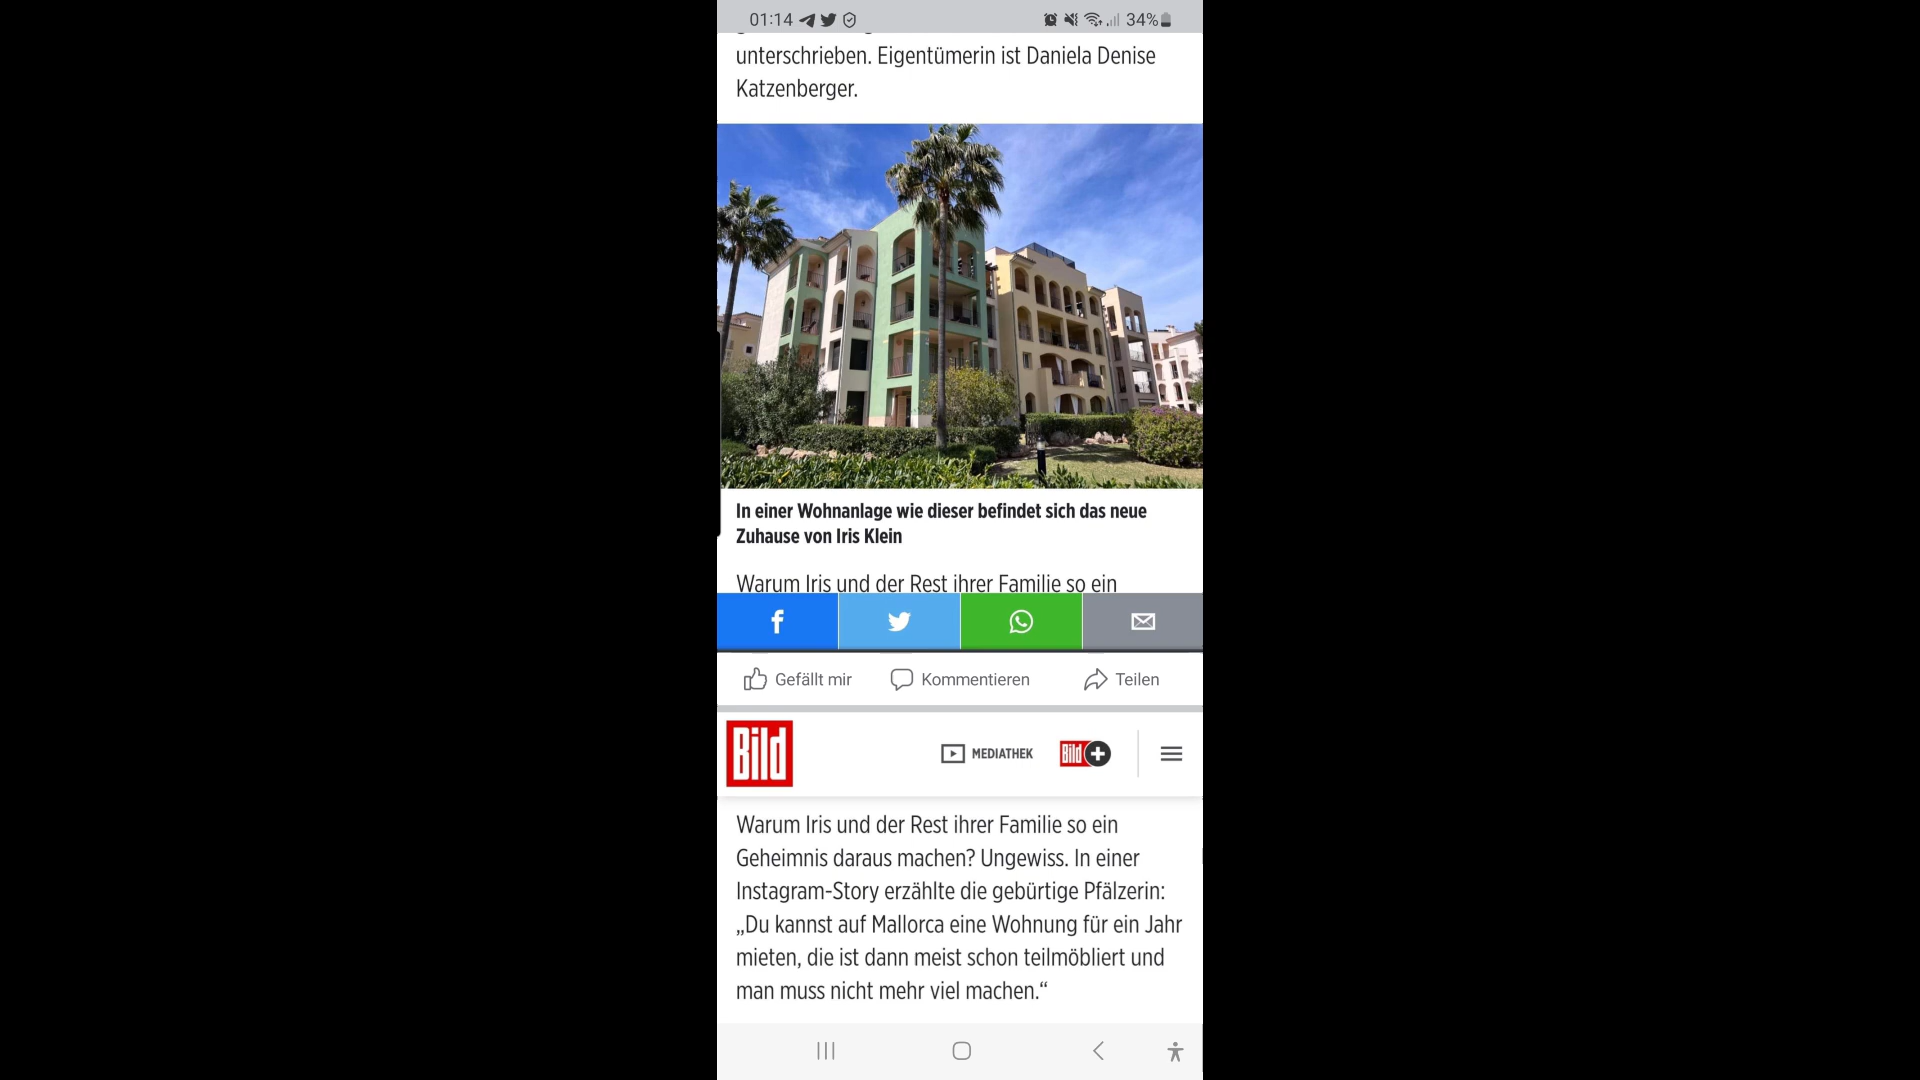 01:14
34%
unterschrieben. Eigentümerin ist Daniela Denise
Katzenberger.
In einer Wohnanlage wie dieser befindet sich das neue
Zuhause von Iris Klein
Warum Iris und der Rest ihrer Familie so ein
Gefällt mir
Kommentieren
Teilen
Bild
MEDIATHEK
Bild+
Warum Iris und der Rest ihrer Familie so ein
Geheimnis daraus machen? Ungewiss. In einer
Instagram-Story erzählte die gebürtige Pfälzerin:
„Du kannst auf Mallorca eine Wohnung für ein Jahr
mieten, die ist dann meist schon teilmöbliert und
man muss nicht mehr viel machen.“